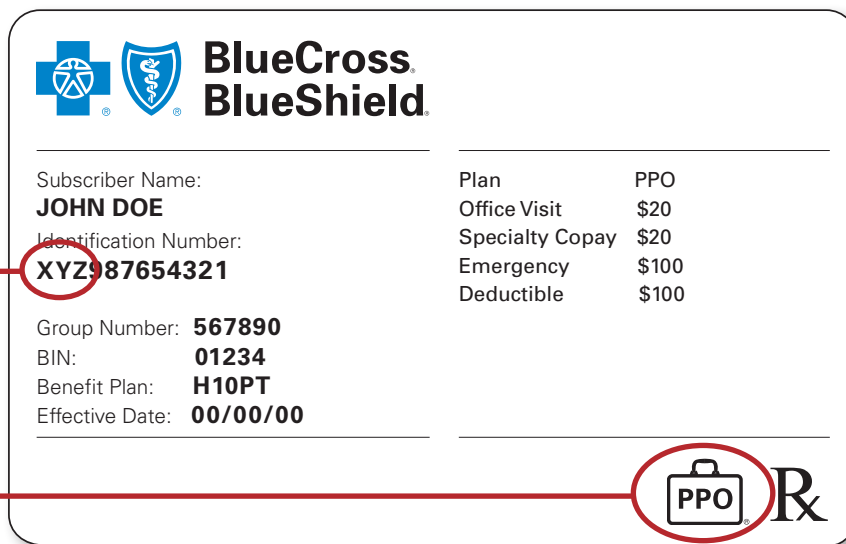 BlueCross®
BlueShield®
Subscriber Name:
JOHN DOE
Identification Number:
XYZ987654321
Group Number: 567890
BIN: 01234
Benefit Plan: H10PT
Effective Date: 00/00/00
Plan PPO
Office Visit $20
Specialty Copay $20
Emergency $100
Deductible $100
PPO® Rx